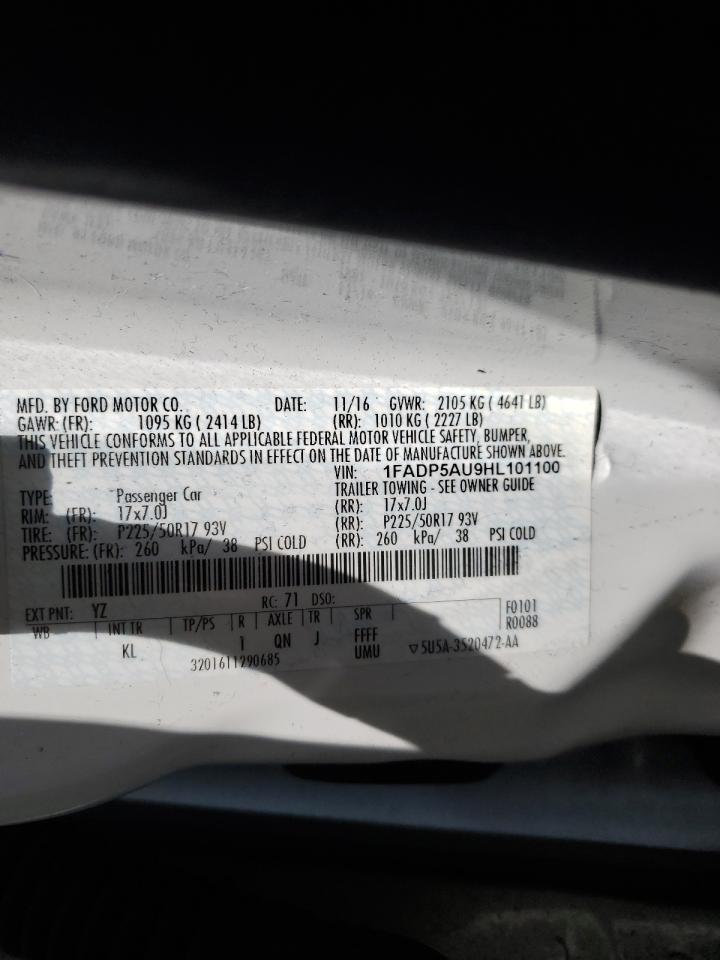 MFD. BY FORD MOTOR CO. DATE: 11/16 GVWR: 2105 KG ( 4641 LB)
GAWR: (FR): 1095 KG ( 2414 LB) (RR): 1010 KG ( 2227 LB)
THIS VEHICLE CONFORMS TO ALL APPLICABLE FEDERAL MOTOR VEHICLE SAFETY, BUMPER,
AND THEFT PREVENTION STANDARDS IN EFFECT ON THE DATE OF MANUFACTURE SHOWN ABOVE.
VIN: 1FADP5AU9HL101100
TYPE: Passenger Car TRAILER TOWING - SEE OWNER GUIDE
RIM: (FR): 17x7.0J (RR): 17x7.0J
TIRE: (FR): P225/50R17 93V (RR): P225/50R17 93V
PRESSURE: (FR): 260 kPa/ 38 PSI COLD (RR): 260 kPa/ 38 PSI COLD
EXT PNT: YZ RC: 71 DSO: F0101
WB INT TR TP/PS R AXLE TR SPR R0088
KL 1 QN J FFFF
UMU ▽5U5A-3520472-AA
3201611290685